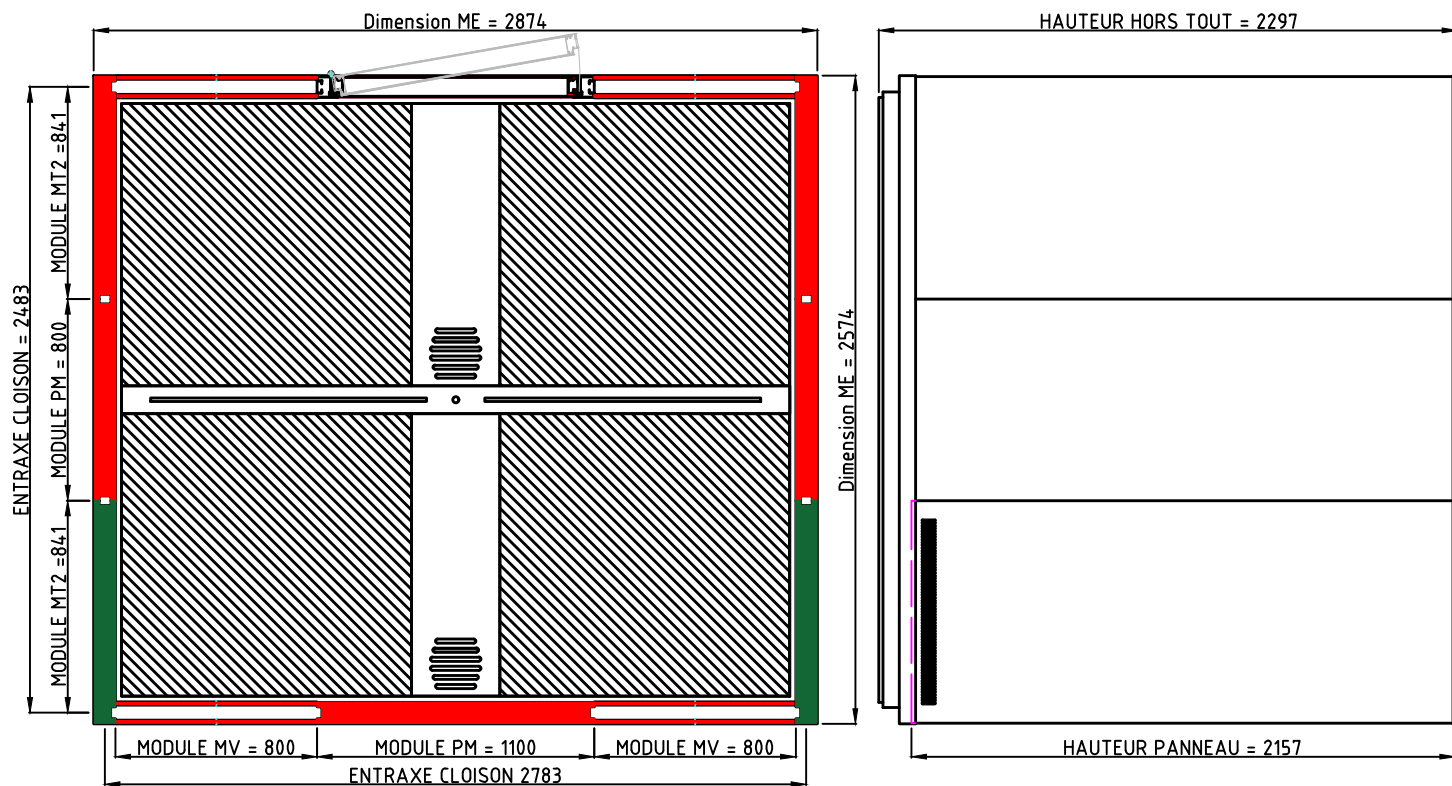 Dimension ME = 2874
HAUTEUR HORS TOUT = 2297
MODULE MT2 =841
ENTRAXE CLOISON = 2483
MODULE PM = 800
MODULE MT2 =841
Dimension ME = 2574
MODULE MV = 800
MODULE PM = 1100
MODULE MV = 800
HAUTEUR PANNEAU = 2157
ENTRAXE CLOISON 2783